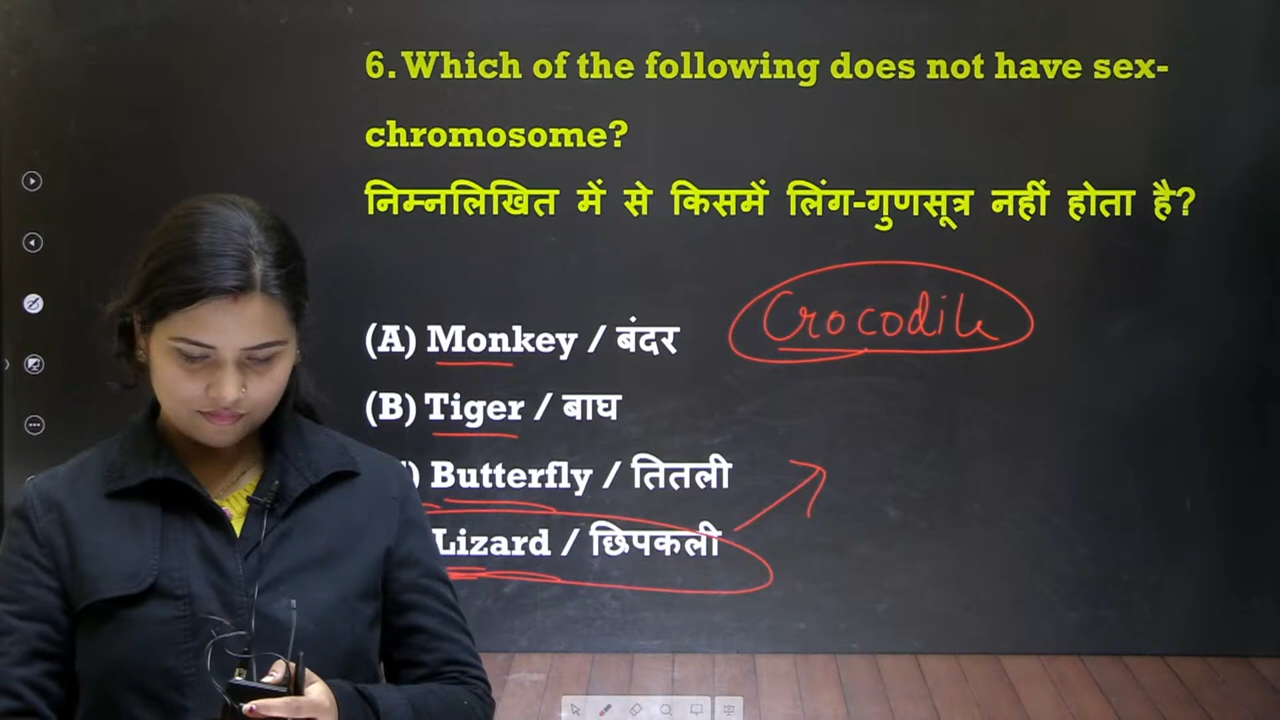 6. Which of the following does not have sex-
chromosome?
निम्नलिखित में से किसमें लिंग-गुणसूत्र नहीं होता है?
Crocodile
(A) Monkey / बंदर
(B) Tiger / बाघ
) Butterfly / तितली
Lizard / छिपकली